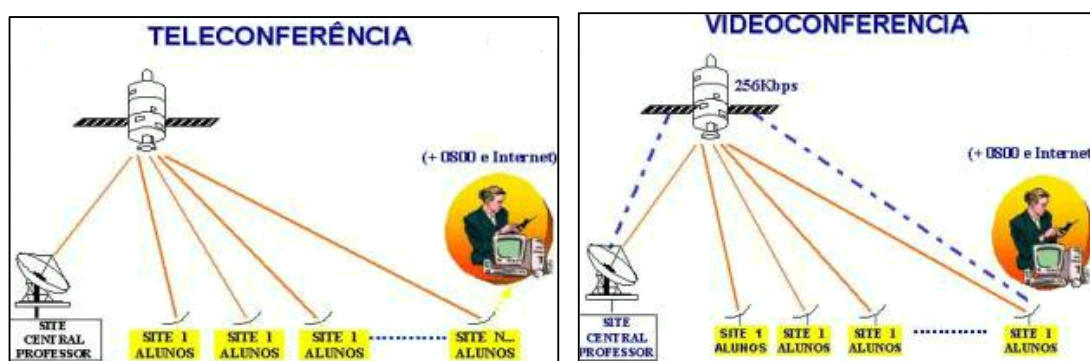 TELECONFERÊNCIA
(+ 0800 e Internet)
SITE
CENTRAL
PROFESSOR
SITE 1
ALUNOS
SITE 1
ALUNOS
SITE 1
ALUNOS
SITE N...
ALUNOS
VIDEOCONFERENCIA
256Kbps
(+ 0800 e Internet)
SITE
CENTRAL
PROFESSOR
SITE 1
ALUNOS
SITE 1
ALUNOS
SITE 1
ALUNOS
SITE 1
ALUNOS